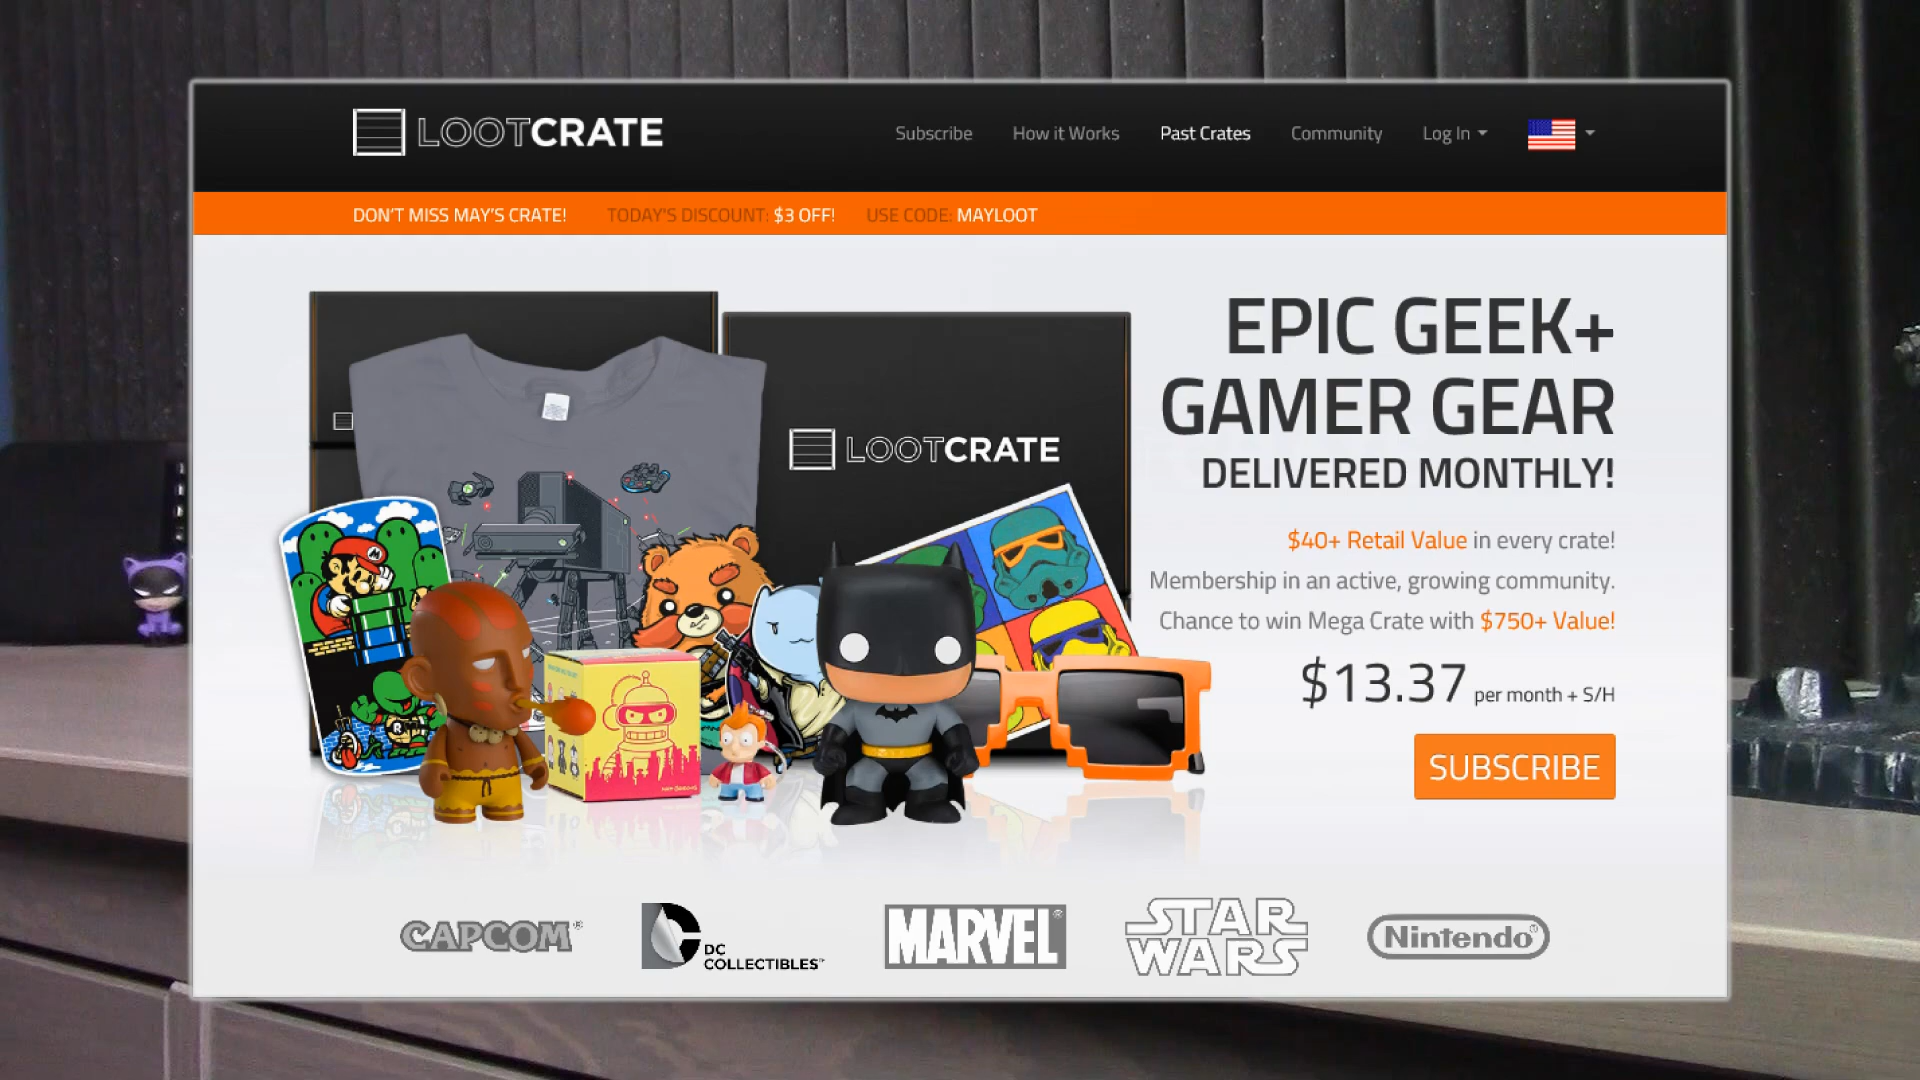 LOOTCRATE
Subscribe
How it Works
Past Crates
Community
Log In
DON'T MISS MAY'S CRATE! TODAY'S DISCOUNT: $3 OFF! USE CODE: MAYLOOT
EPIC GEEK+
GAMER GEAR
DELIVERED MONTHLY!
LOOTCRATE
$40+ Retail Value in every crate!
Membership in an active, growing community.
Chance to win Mega Crate with $750+ Value!
$13.37 per month + S/H
SUBSCRIBE
CAPCOM®
DC
COLLECTIBLES™
MARVEL®
STAR
WARS
Nintendo®